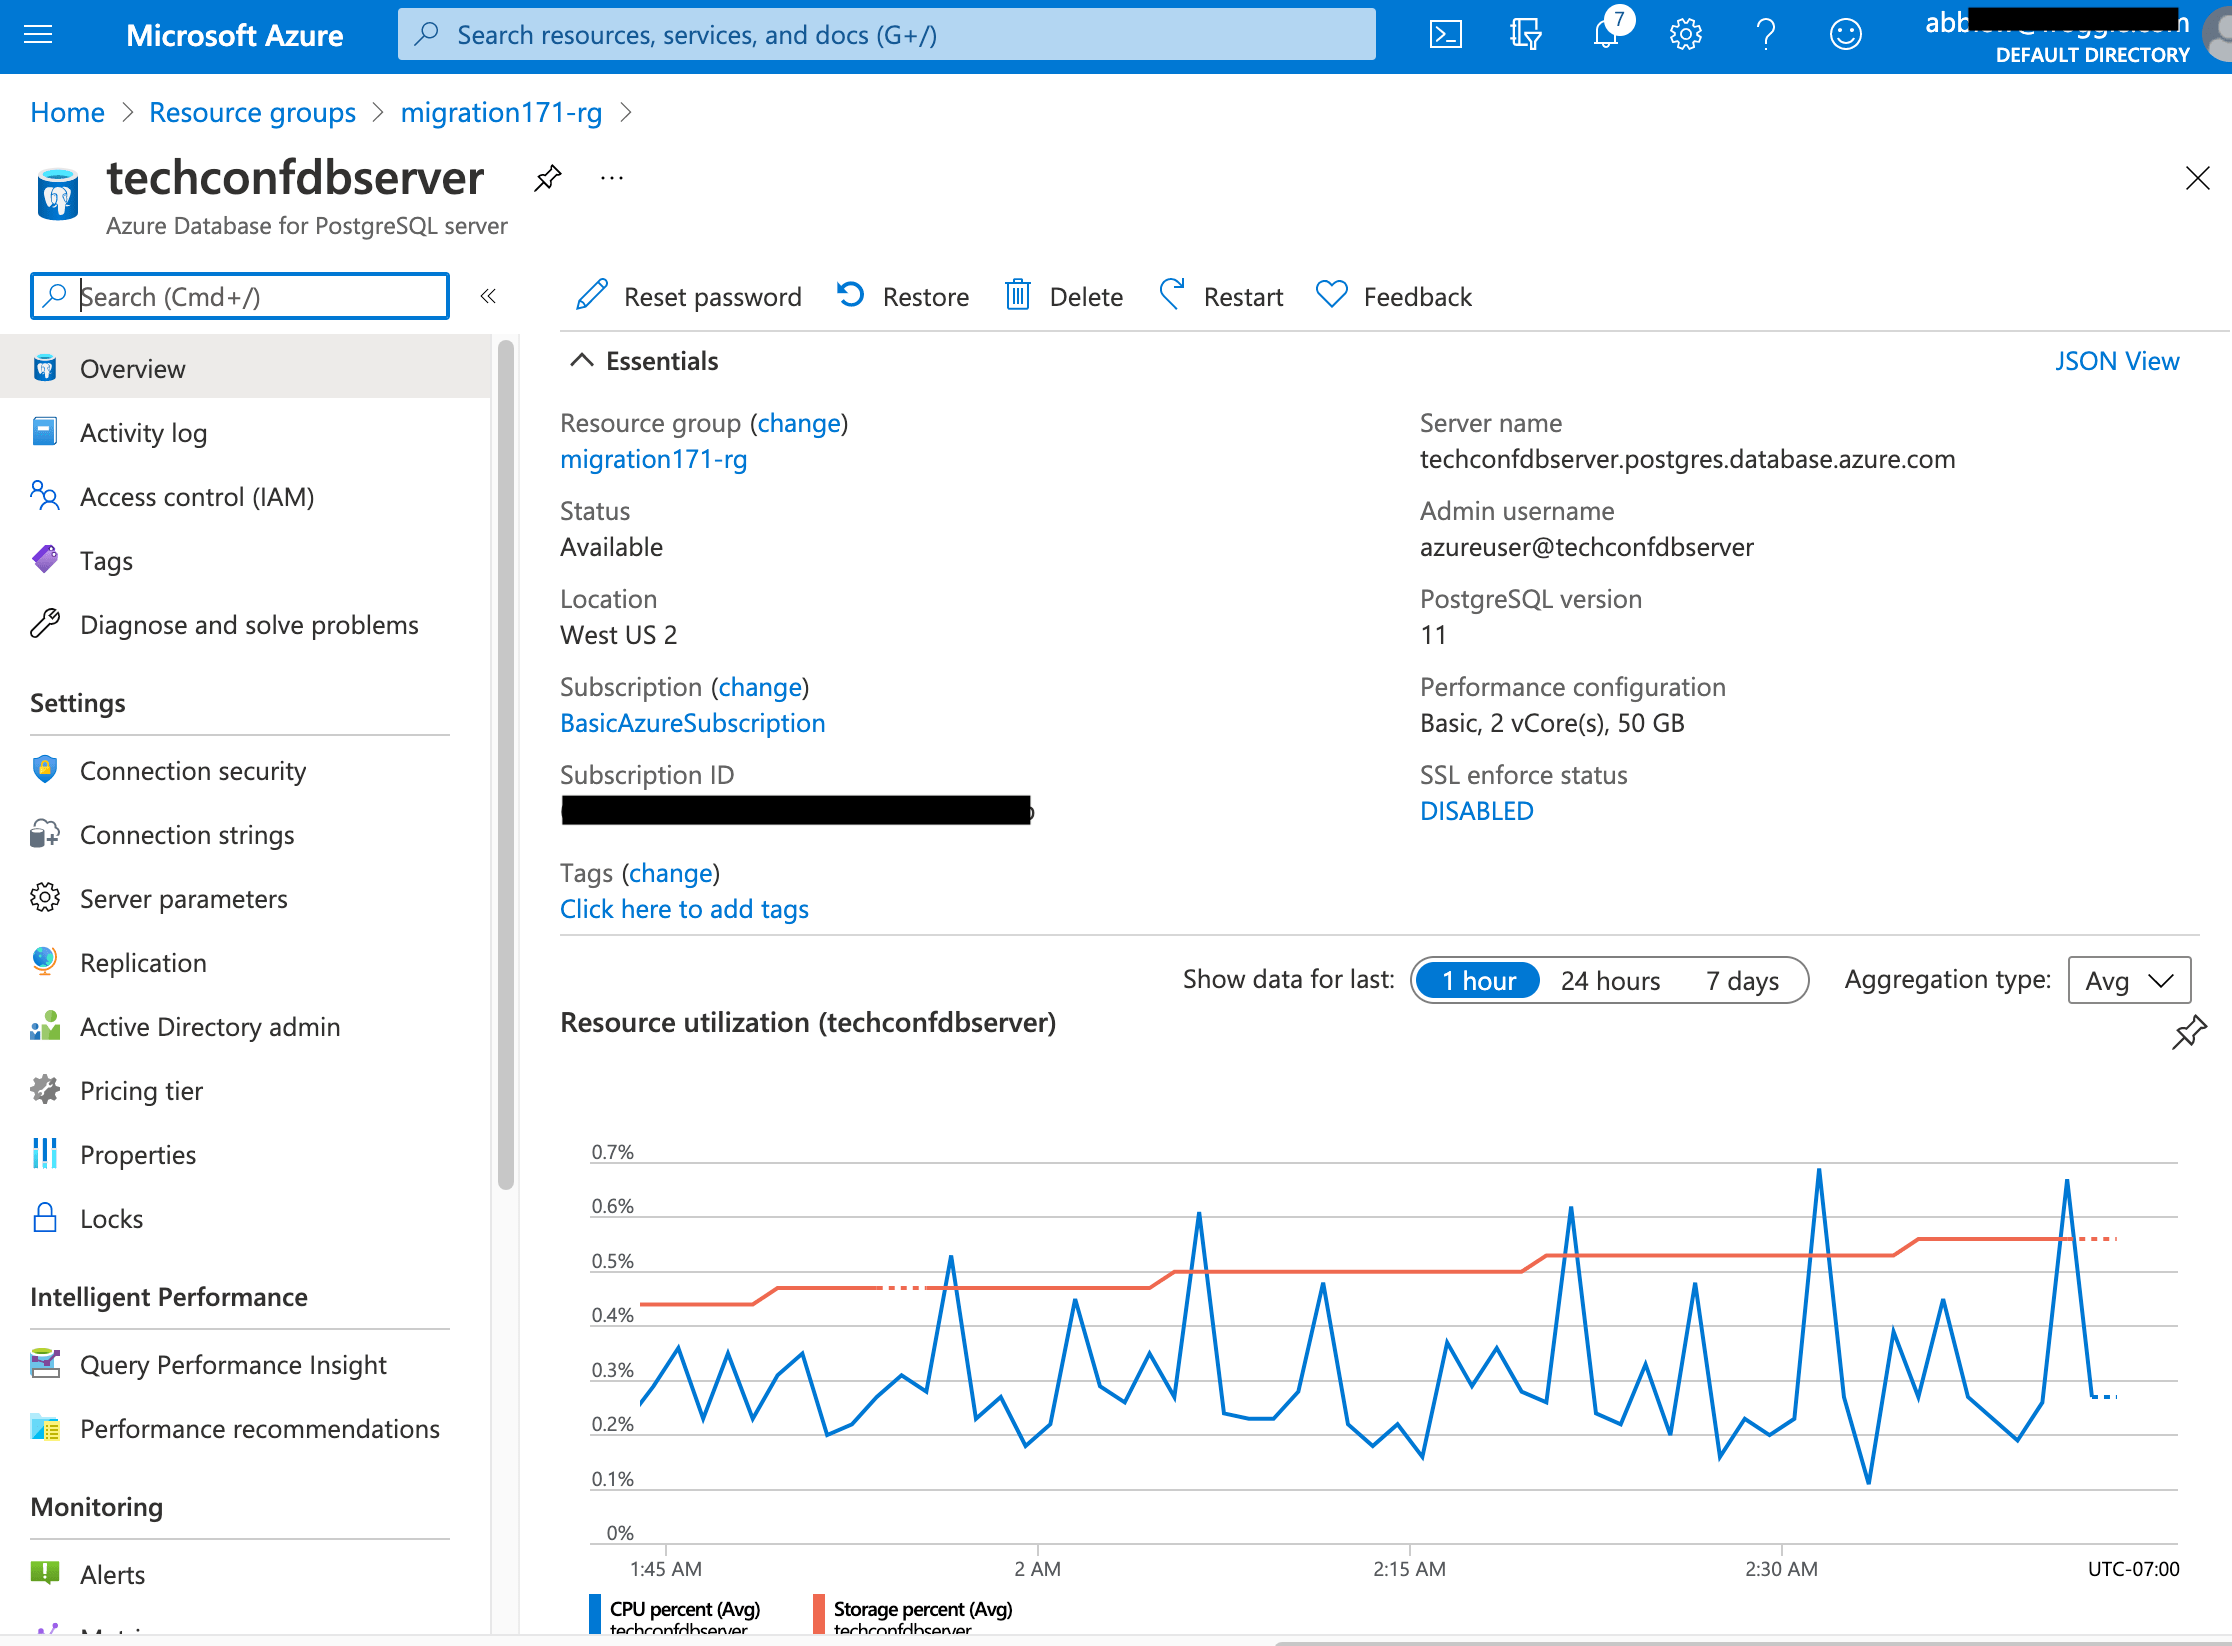 Microsoft Azure
Search resources, services, and docs (G+/)
7
DEFAULT DIRECTORY
Home > Resource groups > migration171-rg >
techconfdbserver
...
Azure Database for PostgreSQL server
Search (Cmd+/)
«
Reset password
Restore
Delete
Restart
Feedback
Overview
Activity log
Access control (IAM)
Tags
Diagnose and solve problems
Settings
Connection security
Connection strings
Server parameters
Replication
Active Directory admin
Pricing tier
Properties
Locks
Intelligent Performance
Query Performance Insight
Performance recommendations
Monitoring
Alerts
Essentials
JSON View
Resource group (change)
migration171-rg
Status
Available
Location
West US 2
Subscription (change)
BasicAzureSubscription
Subscription ID
Tags (change)
Click here to add tags
Server name
techconfdbserver.postgres.database.azure.com
Admin username
azureuser@techconfdbserver
PostgreSQL version
11
Performance configuration
Basic, 2 vCore(s), 50 GB
SSL enforce status
DISABLED
Show data for last:
1 hour
24 hours
7 days
Aggregation type:
Avg
Resource utilization (techconfdbserver)
0.7%
0.6%
0.5%
0.4%
0.3%
0.2%
0.1%
0%
1:45 AM
2 AM
2:15 AM
2:30 AM
UTC-07:00
CPU percent (Avg)
techconfdbserver
Storage percent (Avg)
techconfdbserver